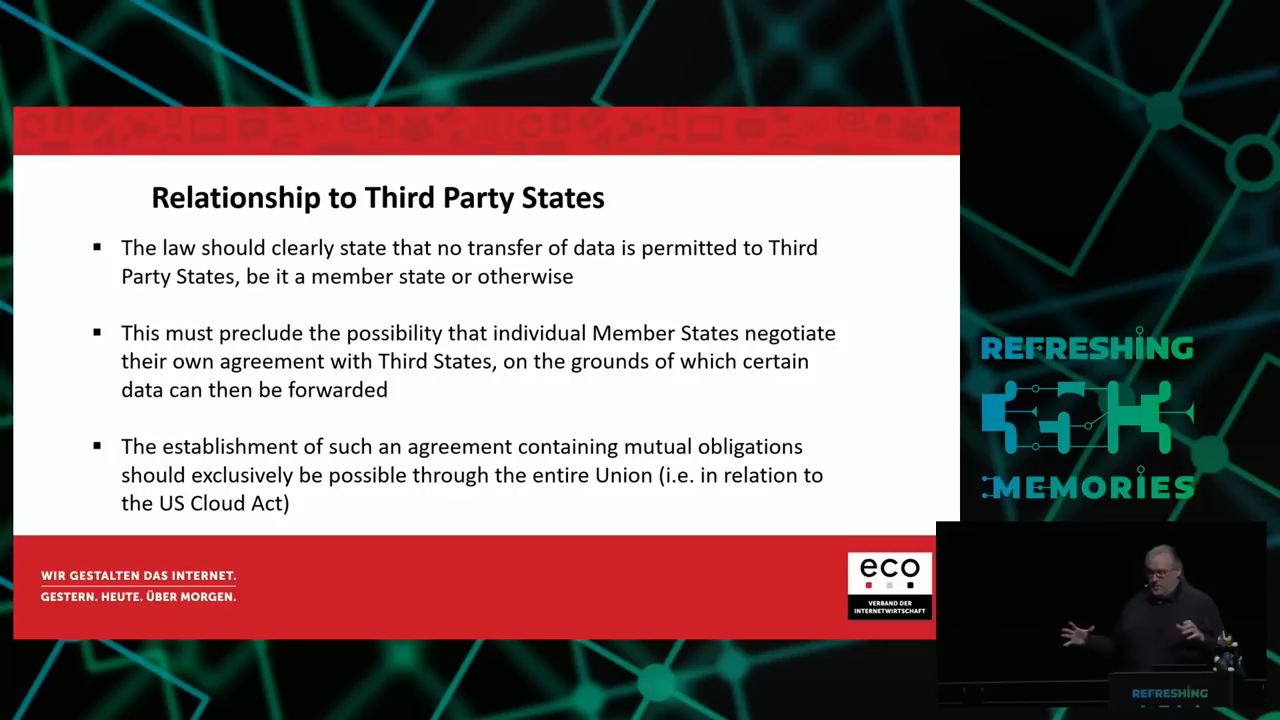 Relationship to Third Party States
▪ The law should clearly state that no transfer of data is permitted to Third
Party States, be it a member state or otherwise
▪ This must preclude the possibility that individual Member States negotiate
their own agreement with Third States, on the grounds of which certain
data can then be forwarded
▪ The establishment of such an agreement containing mutual obligations
should exclusively be possible through the entire Union (i.e. in relation to
the US Cloud Act)
WIR GESTALTEN DAS INTERNET.
GESTERN. HEUTE. ÜBER MORGEN.
eco
VERBAND DER
INTERNETWIRTSCHAFT
REFRESHING
MEMORIES
REFRESHING